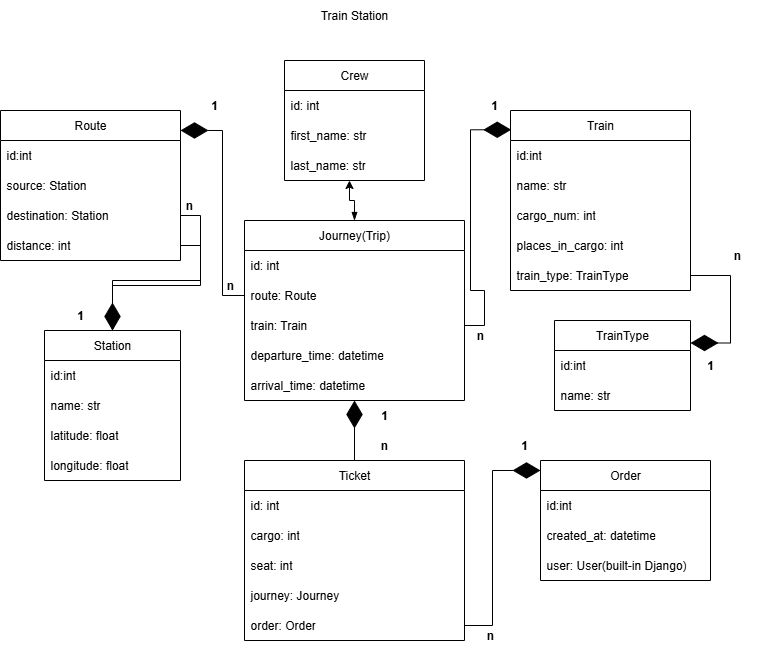 Train Station
Crew
id: int
first_name: str
last_name: str
1
Route
id:int
source: Station
destination: Station
distance: int
n
n
1
Train
id:int
name: str
cargo_num: int
places_in_cargo: int
train_type: TrainType
n
Journey(Trip)
id: int
route: Route
train: Train
departure_time: datetime
arrival_time: datetime
n
1
Station
id:int
name: str
latitude: float
longitude: float
TrainType
id:int
name: str
1
1
n
Ticket
id: int
cargo: int
seat: int
journey: Journey
order: Order
1
Order
id:int
created_at: datetime
user: User(built-in Django)
n